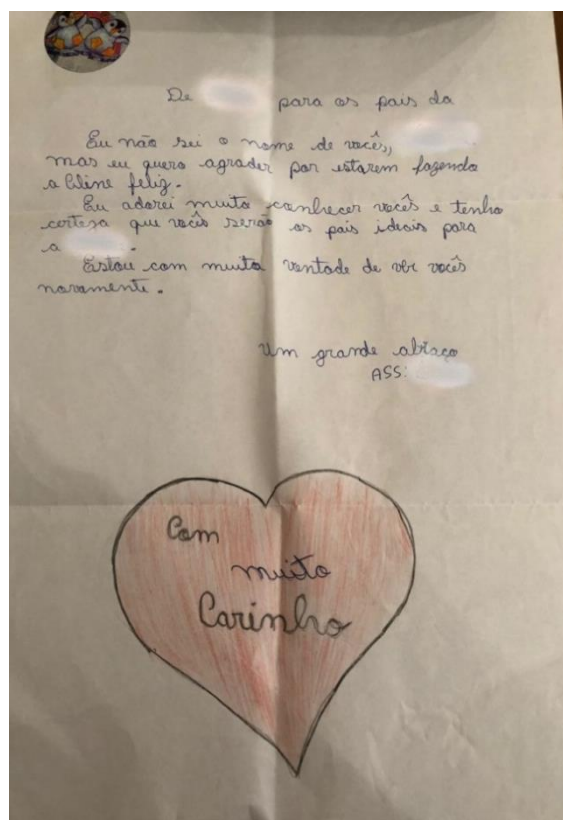 De para os pais da
Eu não sei o nome de vocês,
mas eu quero agrader por estarem fazendo
a Cline feliz.
Eu adorei muito conhecer vocês e tenho
certeza que vocês serão os pais ideais para
a .
Estou com muita vontade de ver vocês
novamente.
Um grande abraço
ASS:
Com
muito
Carinho